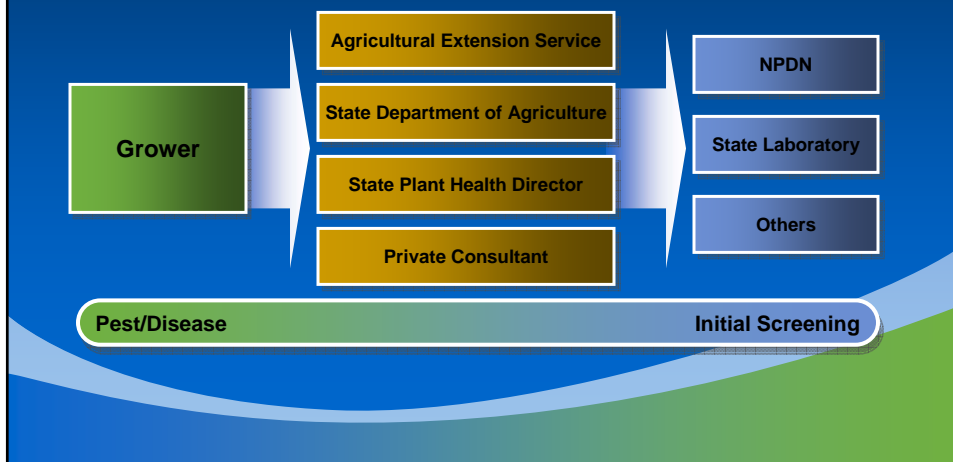 Grower
Agricultural Extension Service
State Department of Agriculture
State Plant Health Director
Private Consultant
NPDN
State Laboratory
Others
Pest/Disease
Initial Screening